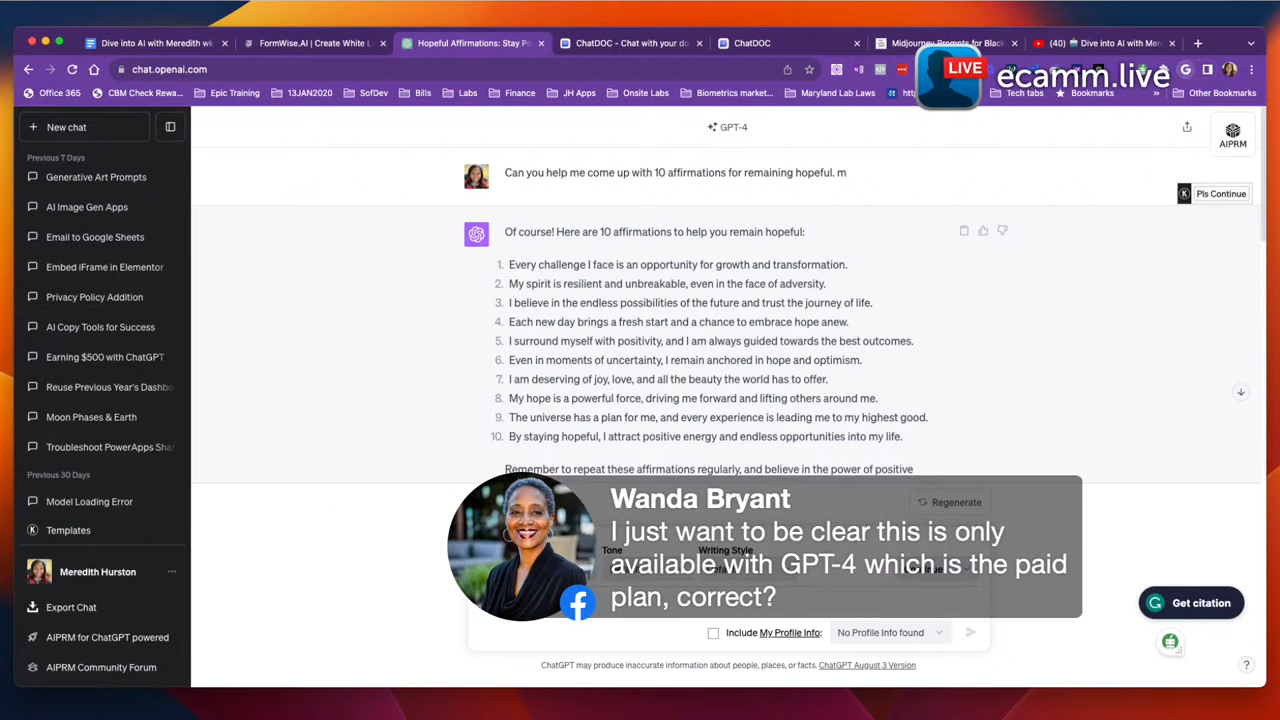 Dive into AI with Meredith wk
FormWise.AI | Create White L
Hopeful Affirmations: Stay Po
ChatDOC - Chat with your do
ChatDOC
Midjourney Prompts for Black
(40) Dive into AI with Mere
chat.openai.com
LIVE
ecamm.live
Office 365
CBM Check Rewa...
Epic Training
13JAN2020
SofDev
Bills
Labs
Finance
JH Apps
Onsite Labs
Biometrics market...
Maryland Lab Laws
Tech tabs
Bookmarks
Other Bookmarks
New chat
GPT-4
AIPRM
Previous 7 Days
Generative Art Prompts
AI Image Gen Apps
Email to Google Sheets
Embed iFrame in Elementor
Privacy Policy Addition
AI Copy Tools for Success
Earning $500 with ChatGPT
Reuse Previous Year's Dashbo
Moon Phases & Earth
Troubleshoot PowerApps Sha
Previous 30 Days
Model Loading Error
Templates
Meredith Hurston
Export Chat
AIPRM for ChatGPT powered
AIPRM Community Forum
Can you help me come up with 10 affirmations for remaining hopeful. m
K Pls Continue
Of course! Here are 10 affirmations to help you remain hopeful:
1. Every challenge I face is an opportunity for growth and transformation.
2. My spirit is resilient and unbreakable, even in the face of adversity.
3. I believe in the endless possibilities of the future and trust the journey of life.
4. Each new day brings a fresh start and a chance to embrace hope anew.
5. I surround myself with positivity, and I am always guided towards the best outcomes.
6. Even in moments of uncertainty, I remain anchored in hope and optimism.
7. I am deserving of joy, love, and all the beauty the world has to offer.
8. My hope is a powerful force, driving me forward and lifting others around me.
9. The universe has a plan for me, and every experience is leading me to my highest good.
10. By staying hopeful, I attract positive energy and endless opportunities into my life.
Remember to repeat these affirmations regularly, and believe in the power of positive
Regenerate
Tone
Writing Style
Wanda Bryant
I just want to be clear this is only
available with GPT-4 which is the paid
plan, correct?
Include My Profile Info:
No Profile Info found
Get citation
ChatGPT may produce inaccurate information about people, places, or facts. ChatGPT August 3 Version
?